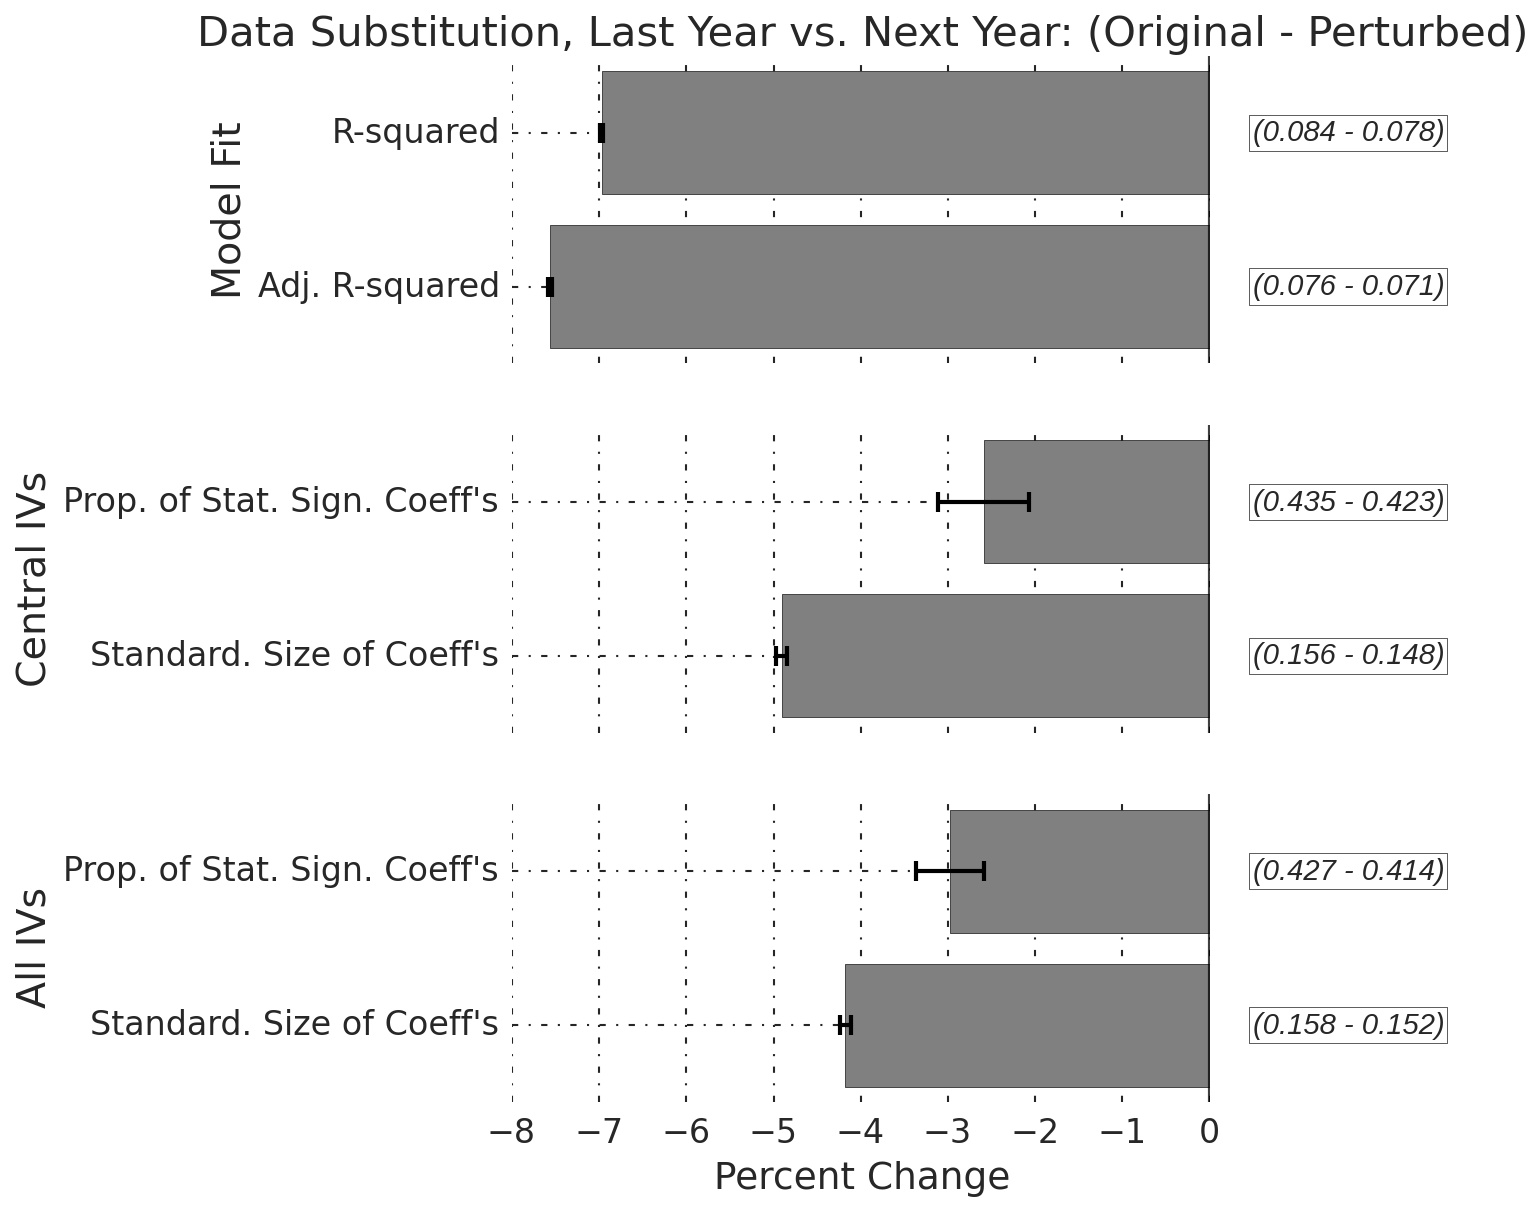 Data Substitution, Last Year vs. Next Year: (Original - Perturbed)
Model Fit
R-squared
(0.084 - 0.078)
Adj. R-squared
(0.076 - 0.071)
Central IVs
Prop. of Stat. Sign. Coeff's
(0.435 - 0.423)
Standard. Size of Coeff's
(0.156 - 0.148)
All IVs
Prop. of Stat. Sign. Coeff's
(0.427 - 0.414)
Standard. Size of Coeff's
(0.158 - 0.152)
−8 −7 −6 −5 −4 −3 −2 −1 0
Percent Change